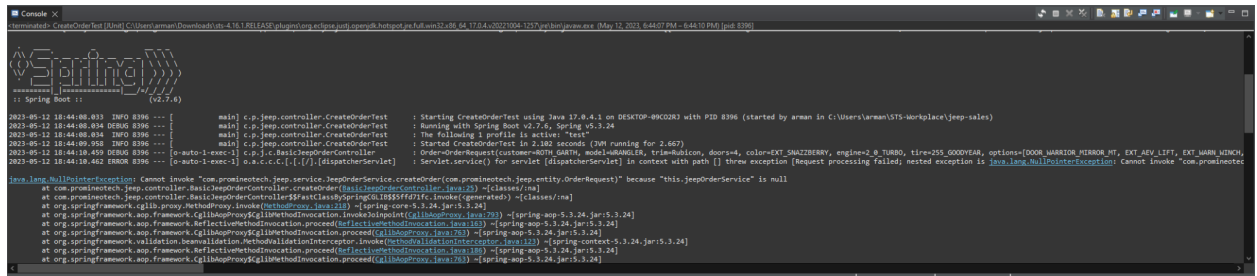 Console
<terminated> CreateOrderTest [JUnit] C:\Users\arman\Downloads\sts-4.16.1.RELEASE\plugins\org.eclipse.justj.openjdk.hotspot.jre.full.win32.x86_64_17.0.4.v20221004-1257\jre\bin\javaw.exe (May 12, 2023, 6:44:07 PM – 6:44:10 PM) [pid: 8396]
:: Spring Boot :: (v2.7.6)
2023-05-12 18:44:08.033 INFO 8396 --- [ main] c.p.jeep.controller.CreateOrderTest : Starting CreateOrderTest using Java 17.0.4.1 on DESKTOP-09CO2RJ with PID 8396 (started by arman in C:\Users\arman\STS-Workplace\jeep-sales)
2023-05-12 18:44:08.034 DEBUG 8396 --- [ main] c.p.jeep.controller.CreateOrderTest : Running with Spring Boot v2.7.6, Spring v5.3.24
2023-05-12 18:44:08.034 INFO 8396 --- [ main] c.p.jeep.controller.CreateOrderTest : The following 1 profile is active: "test"
2023-05-12 18:44:09.958 INFO 8396 --- [ main] c.p.jeep.controller.CreateOrderTest : Started CreateOrderTest in 2.102 seconds (JVM running for 2.667)
2023-05-12 18:44:10.459 DEBUG 8396 --- [o-auto-1-exec-1] c.p.j.c.BasicJeepOrderController : Order=OrderRequest(customer=ROTH GARTH, model=WRANGLER, trim=Rubicon, doors=4, color=EXT_SNAZZBERRY, engine=2_0_TURBO, tire=255_GOODYEAR, options=[DOOR_WARRIOR_MIRROR_MT, EXT_AEV_LIFT, EXT_WARN_WINCH,
2023-05-12 18:44:10.462 ERROR 8396 --- [o-auto-1-exec-1] o.a.c.c.C.[.[.[/].[dispatcherServlet] : Servlet.service() for servlet [dispatcherServlet] in context with path [] threw exception [Request processing failed; nested exception is java.lang.NullPointerException: Cannot invoke "com.promineotec
java.lang.NullPointerException: Cannot invoke "com.promineotech.jeep.service.JeepOrderService.createOrder(com.promineotech.jeep.entity.OrderRequest)" because "this.jeepOrderService" is null
at com.promineotech.jeep.controller.BasicJeepOrderController.createOrder(BasicJeepOrderController.java:25) ~[classes/:na]
at com.promineotech.jeep.controller.BasicJeepOrderController$$FastClassBySpringCGLIB$$5ffd71fc.invoke(<generated>) ~[classes/:na]
at org.springframework.cglib.proxy.MethodProxy.invoke(MethodProxy.java:218) ~[spring-core-5.3.24.jar:5.3.24]
at org.springframework.aop.framework.CglibAopProxy$CglibMethodInvocation.invokeJoinpoint(CglibAopProxy.java:793) ~[spring-aop-5.3.24.jar:5.3.24]
at org.springframework.aop.framework.ReflectiveMethodInvocation.proceed(ReflectiveMethodInvocation.java:163) ~[spring-aop-5.3.24.jar:5.3.24]
at org.springframework.aop.framework.CglibAopProxy$CglibMethodInvocation.proceed(CglibAopProxy.java:763) ~[spring-aop-5.3.24.jar:5.3.24]
at org.springframework.validation.beanvalidation.MethodValidationInterceptor.invoke(MethodValidationInterceptor.java:123) ~[spring-context-5.3.24.jar:5.3.24]
at org.springframework.aop.framework.ReflectiveMethodInvocation.proceed(ReflectiveMethodInvocation.java:186) ~[spring-aop-5.3.24.jar:5.3.24]
at org.springframework.aop.framework.CglibAopProxy$CglibMethodInvocation.proceed(CglibAopProxy.java:763) ~[spring-aop-5.3.24.jar:5.3.24]